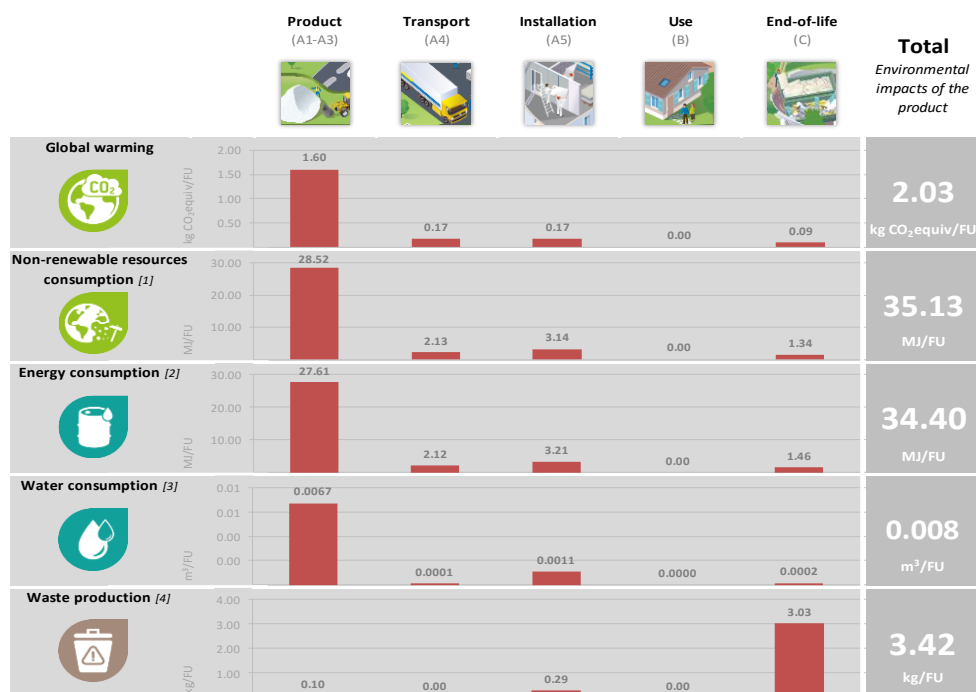 Product
(A1-A3)
Transport
(A4)
Installation
(A5)
Use
(B)
End-of-life
(C)
Total
Environmental
impacts of the
product
Global warming
CO2
kg CO2equiv/FU
2.00
1.50
1.00
0.50
1.60
0.17
0.17
0.00
0.09
2.03
kg CO2equiv/FU
Non-renewable resources
consumption [1]
MJ/FU
30.00
20.00
10.00
28.52
2.13
3.14
0.00
1.34
35.13
MJ/FU
Energy consumption [2]
MJ/FU
30.00
20.00
10.00
27.61
2.12
3.21
0.00
1.46
34.40
MJ/FU
Water consumption [3]
m³/FU
0.01
0.01
0.00
0.00
0.0067
0.0001
0.0011
0.0000
0.0002
0.008
m³/FU
Waste production [4]
kg/FU
4.00
3.00
2.00
1.00
0.10
0.00
0.29
0.00
3.03
3.42
kg/FU